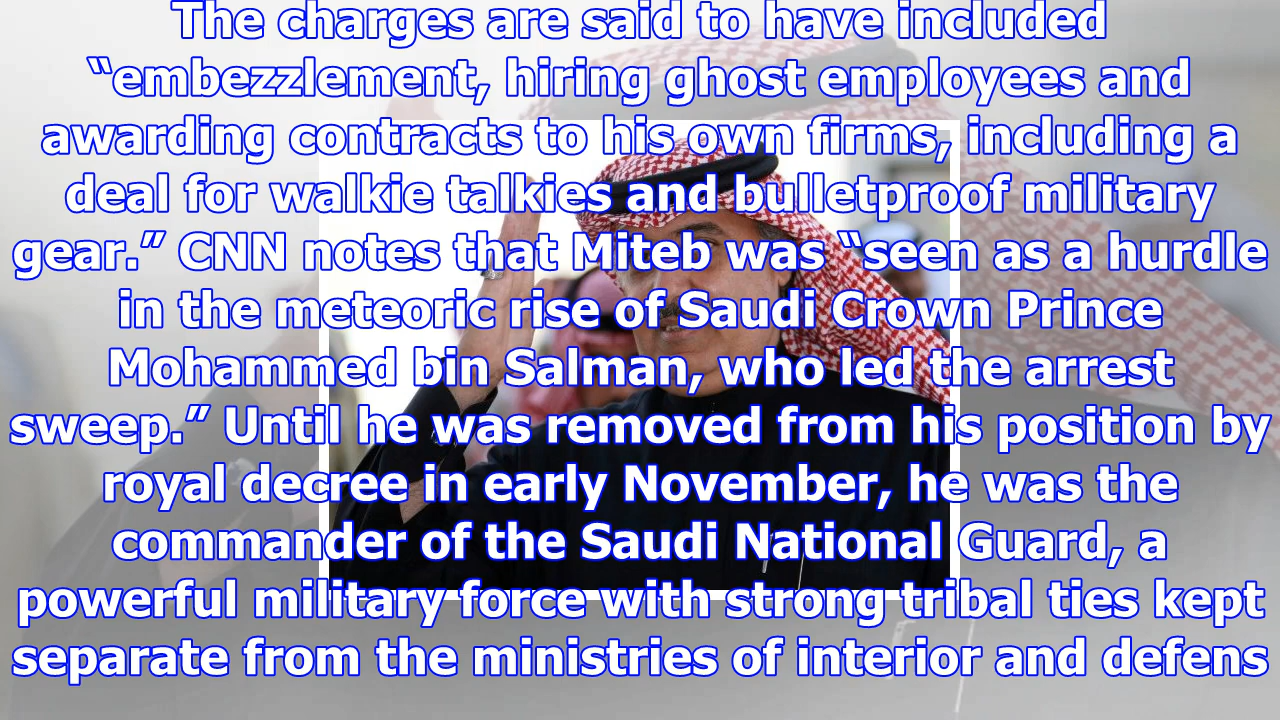 The charges are said to have included
“embezzlement, hiring ghost employees and
awarding contracts to his own firms, including a
deal for walkie talkies and bulletproof military
gear.” CNN notes that Miteb was “seen as a hurdle
in the meteoric rise of Saudi Crown Prince
Mohammed bin Salman, who led the arrest
sweep.” Until he was removed from his position by
royal decree in early November, he was the
commander of the Saudi National Guard, a
powerful military force with strong tribal ties kept
separate from the ministries of interior and defens